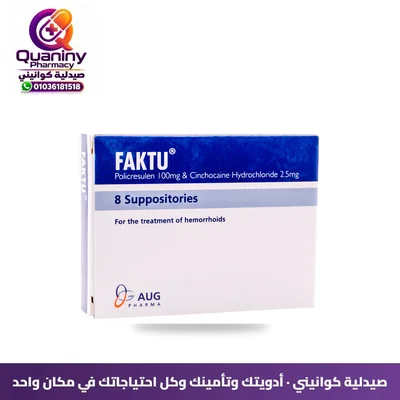 Quaniny
Pharmacy
صيدلية كوانيني
01036181518
FAKTU®
Policresulen 100mg & Cinchocaine Hydrochloride 2.5mg
8 Suppositories
For the treatment of hemorrhoids
AUG
PHARMA
FAKTU®
صيدلية كوانيني - أدويتك وتأمينك وكل احتياجاتك في مكان واحد